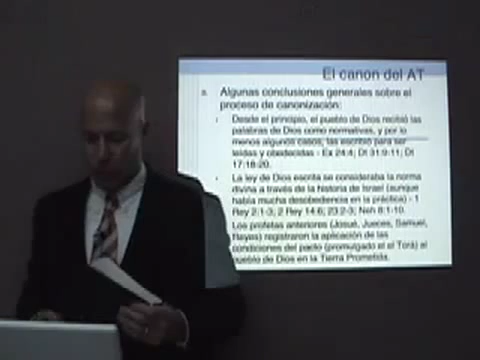 El canon del AT
a. Algunas conclusiones generales sobre el
proceso de canonización:
Desde el principio, el pueblo de Dios recibió las
palabras de Dios como normativas, y por lo
menos algunos casos, las escribió para ser
leídas y obedecidas - Ex 24:4; Dt 31:9-11; Dt
17:18-20.
La ley de Dios escrita se consideraba la norma
divina a través de la historia de Israel (aunque
había mucha desobediencia en la práctica) - 1
Rey 2:1-3; 2 Rey 14:6; 23:2-3; Neh 8:1-10.
Los profetas anteriores (Josué, Jueces, Samuel,
Reyes) registraron la aplicación de las
condiciones del pacto (promulgado el el Torá) al
pueblo de Dios en la Tierra Prometida.